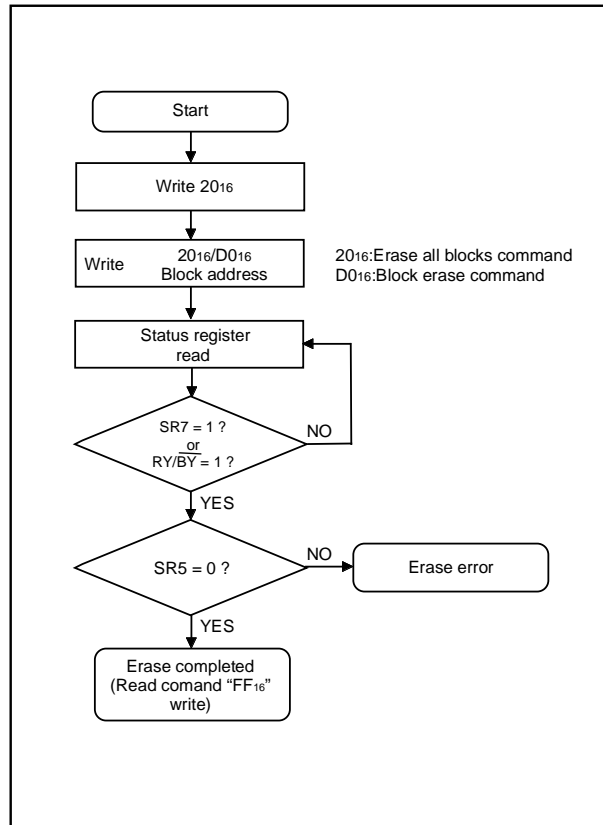 Start
Write 20₁₆
Write 20₁₆/D0₁₆
Block address
20₁₆:Erase all blocks command
D0₁₆:Block erase command
Status register
read
SR7 = 1 ?
or
RY/B̅Y̅ = 1 ?
NO
YES
SR5 = 0 ?
NO
Erase error
YES
Erase completed
(Read comand “FF₁₆”
write)